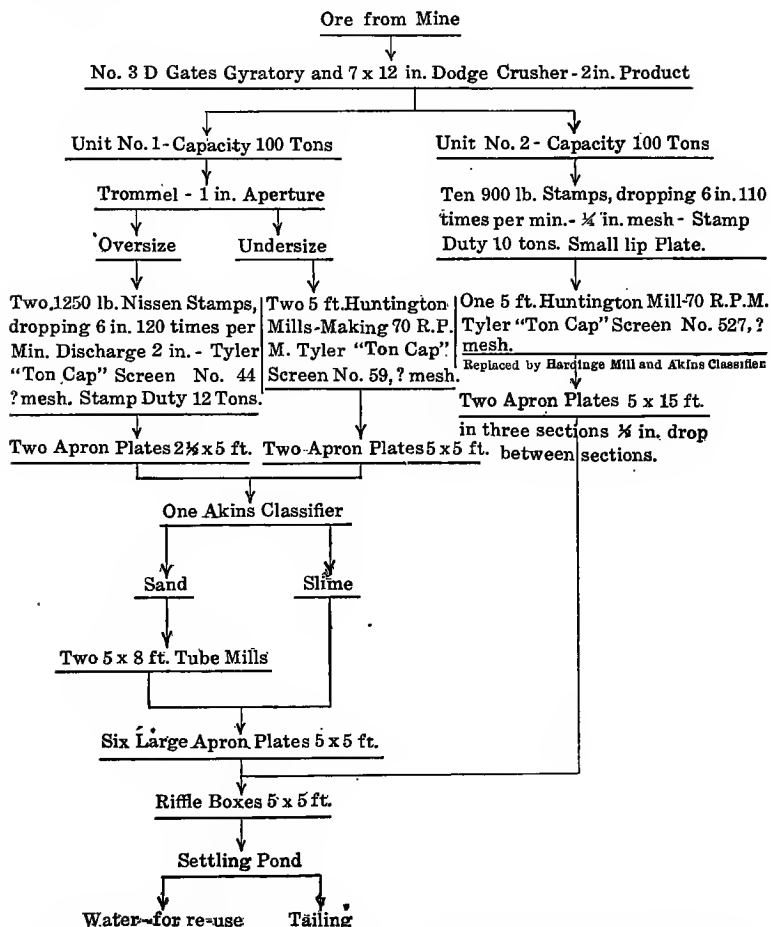 Ore from Mine
No. 3 D Gates Gyratory and 7 x 12 in. Dodge Crusher - 2 in. Product
Unit No. 1 - Capacity 100 Tons
Unit No. 2 - Capacity 100 Tons
Trommel - 1 in. Aperture
Oversize
Undersize
Ten 900 lb. Stamps, dropping 6 in. 110
times per min. - ¼ in. mesh - Stamp
Duty 10 tons. Small lip Plate.
Two 1250 lb. Nissen Stamps,
dropping 6 in. 120 times per
Min. Discharge 2 in. - Tyler
"Ton Cap" Screen No. 44
? mesh. Stamp Duty 12 Tons.
Two 5 ft. Huntington
Mills-Making 70 R.P.
M. Tyler "Ton Cap"
Screen No. 59, ? mesh.
One 5 ft. Huntington Mill-70 R.P.M.
Tyler "Ton Cap" Screen No. 527, ?
mesh.
Replaced by Hardinge Mill and Akins Classifier
Two Apron Plates 2½ x 5 ft.
Two Apron Plates 5 x 5 ft.
Two Apron Plates 5 x 15 ft.
in three sections in. drop
between sections.
One Akins Classifier
Sand
Slime
Two 5 x 8 ft. Tube Mills
Six Large Apron Plates 5 x 5 ft.
Riffle Boxes 5 x 5 ft.
Settling Pond
Water-for re-use
Tailing